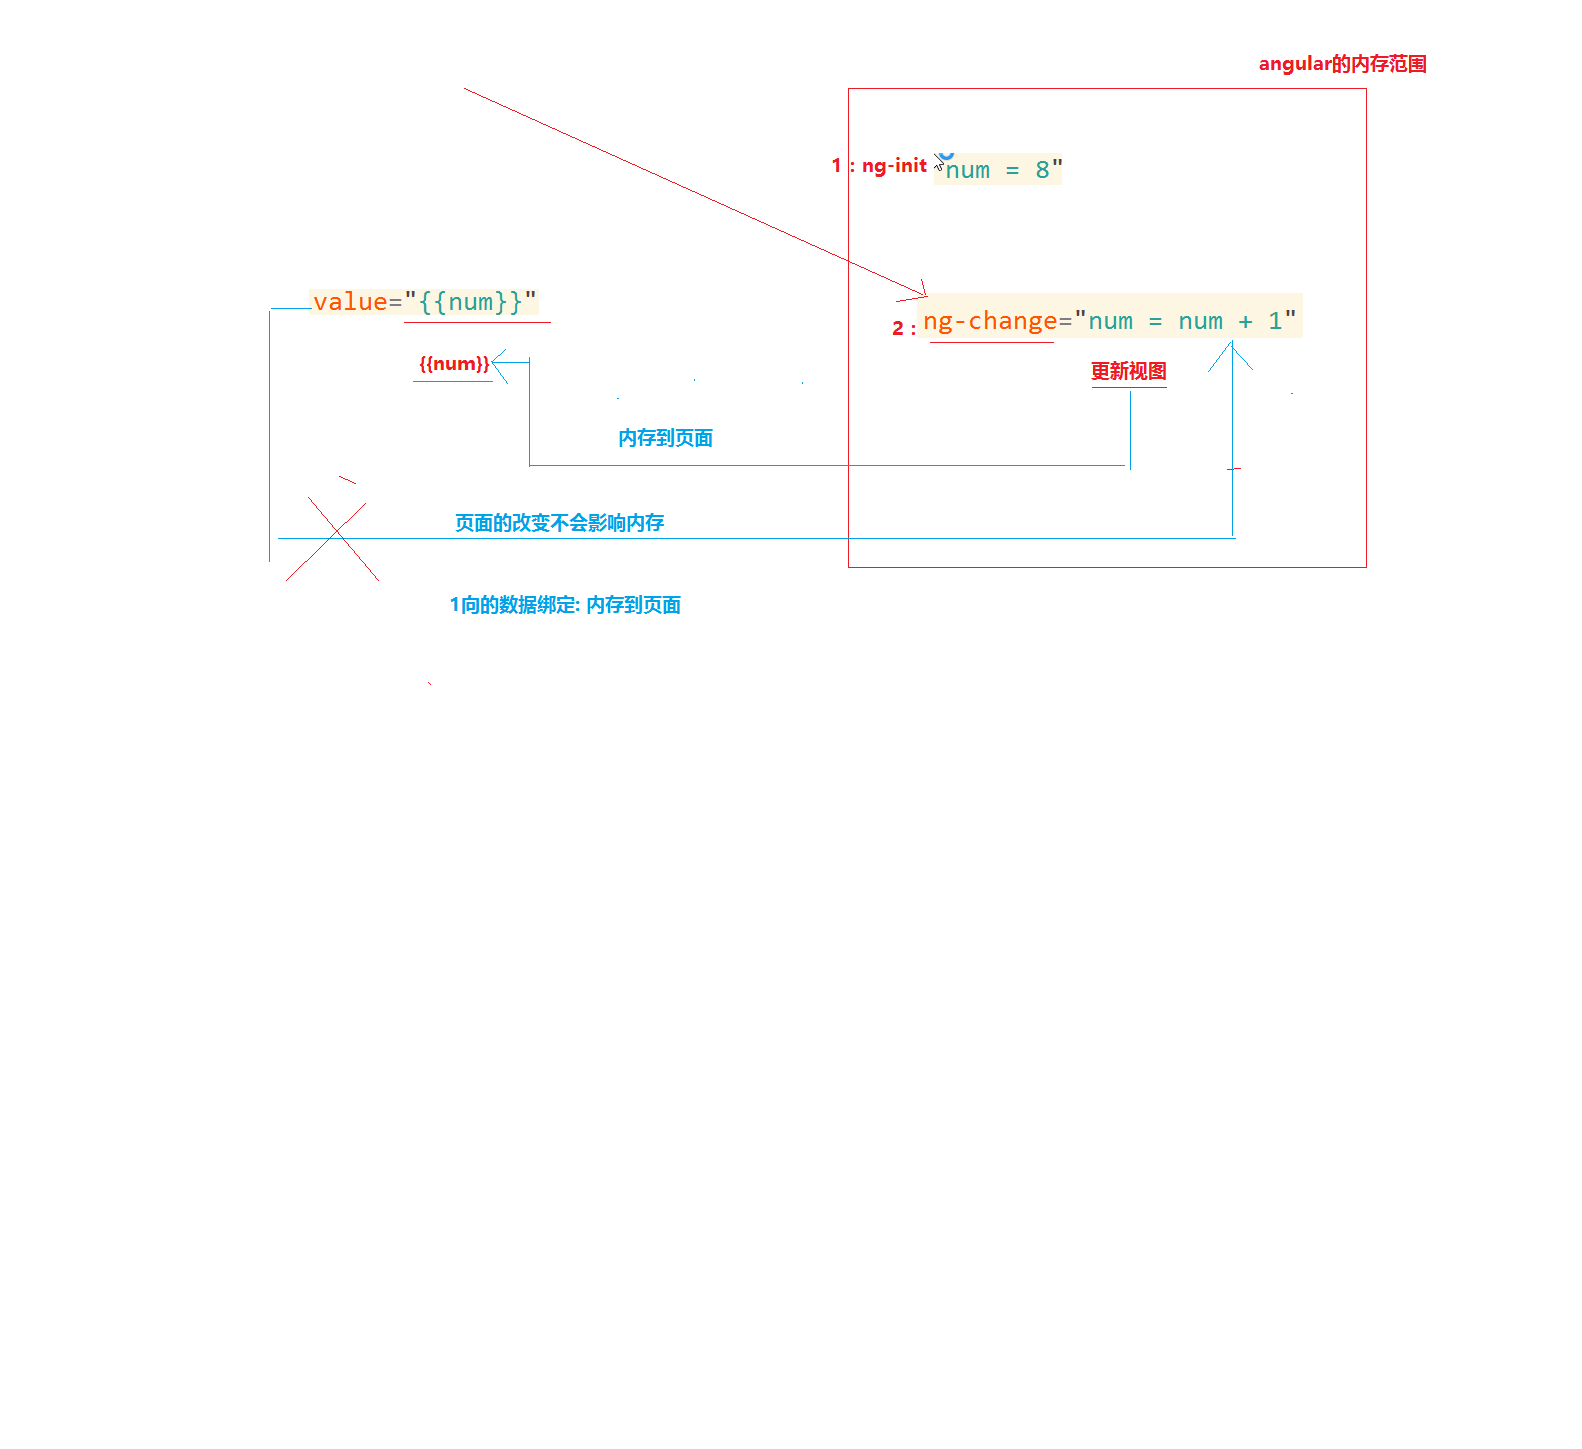 angular的内存范围
1：ng-init "num = 8"
value="{{num}}"
2：ng-change="num = num + 1"
{{num}}
更新视图
内存到页面
页面的改变不会影响内存
1向的数据绑定: 内存到页面